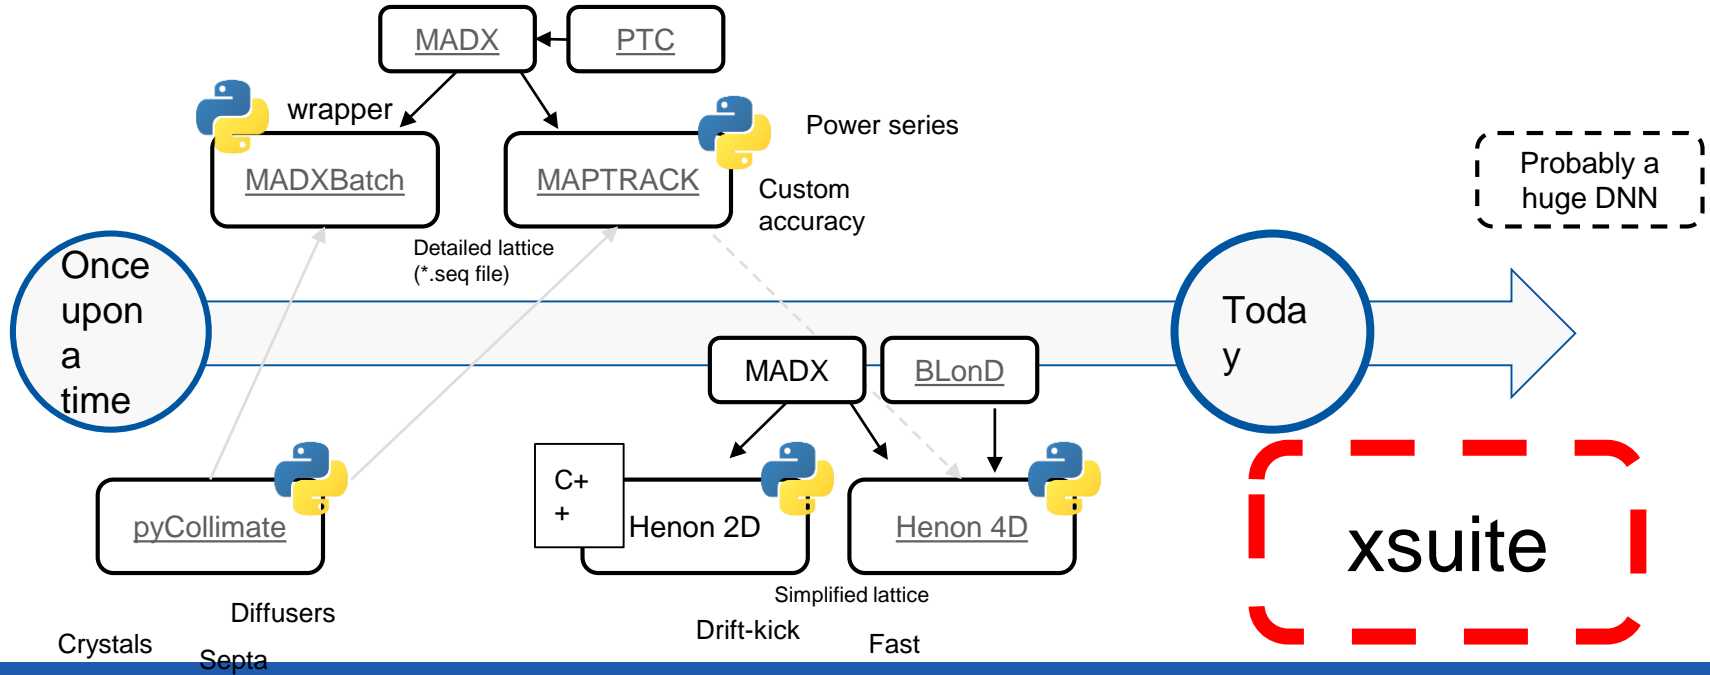 MADX
PTC
wrapper
Power series
MADXBatch
MAPTRACK
Custom
accuracy
Probably a
huge DNN
Detailed lattice
(*.seq file)
Once
upon
a
time
Toda
y
MADX
BLonD
C+
+
pyCollimate
Henon 2D
Henon 4D
xsuite
Simplified lattice
Diffusers
Drift-kick
Fast
Crystals
Septa